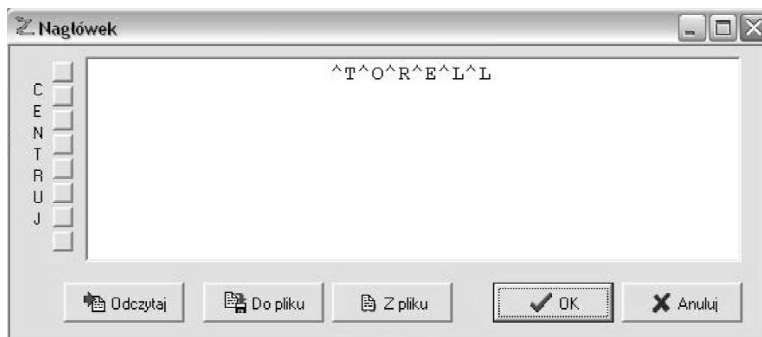 Nagłówek
^T^O^R^E^L^L
C
E
N
T
R
U
J
Odczytaj Do pliku Z pliku OK Anuluj